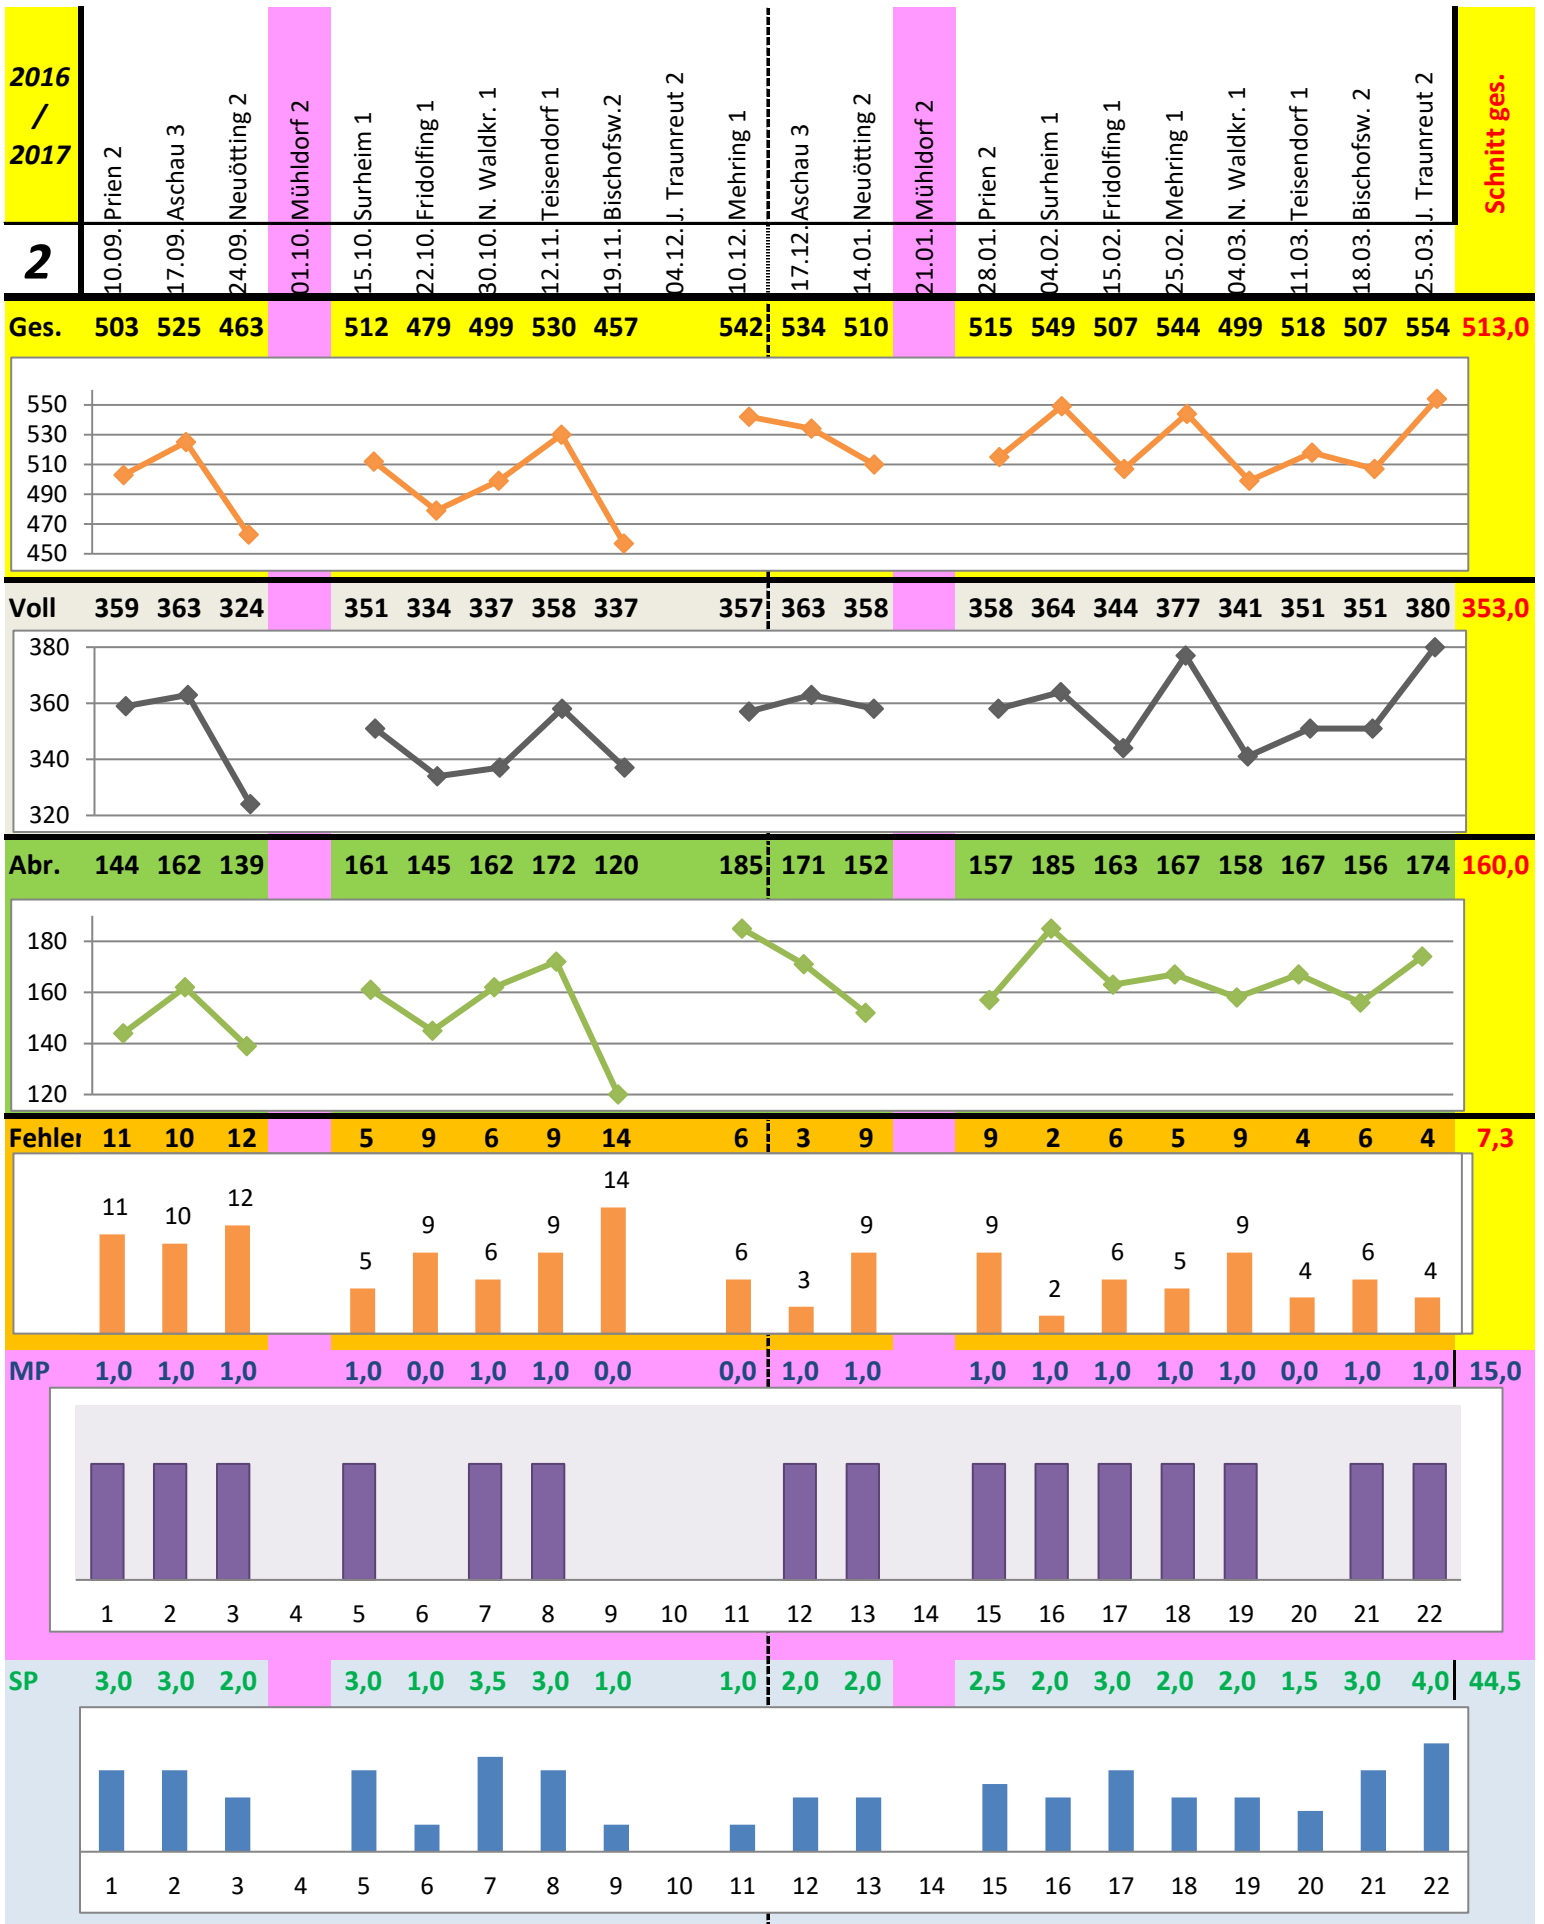 2016
/
2017
2
10.09. Prien 2
17.09. Aschau 3
24.09. Neuötting 2
01.10. Mühldorf 2
15.10. Surheim 1
22.10. Fridolfing 1
30.10. N. Waldkr. 1
12.11. Teisendorf 1
19.11. Bischofsw.2
04.12. J. Traunreut 2
10.12. Mehring 1
17.12. Aschau 3
14.01. Neuötting 2
21.01. Mühldorf 2
28.01. Prien 2
04.02. Surheim 1
15.02. Fridolfing 1
25.02. Mehring 1
04.03. N. Waldkr. 1
11.03. Teisendorf 1
18.03. Bischofsw. 2
25.03. J. Traunreut 2
Schnitt ges.
Ges. 503 525 463 512 479 499 530 457 542 534 510 515 549 507 544 499 518 507 554 513,0
550
530
510
490
470
450
Voll 359 363 324 351 334 337 358 337 357 363 358 358 364 344 377 341 351 351 380 353,0
380
360
340
320
Abr. 144 162 139 161 145 162 172 120 185 171 152 157 185 163 167 158 167 156 174 160,0
180
160
140
120
Fehler 11 10 12 5 9 6 9 14 6 3 9 9 2 6 5 9 4 6 4 7,3
11 10 12 5 9 6 9 14 6 3 9 9 2 6 5 9 4 6 4
MP 1,0 1,0 1,0 1,0 0,0 1,0 1,0 0,0 0,0 1,0 1,0 1,0 1,0 1,0 1,0 1,0 0,0 1,0 1,0 15,0
1 2 3 4 5 6 7 8 9 10 11 12 13 14 15 16 17 18 19 20 21 22
SP 3,0 3,0 2,0 3,0 1,0 3,5 3,0 1,0 1,0 2,0 2,0 2,5 2,0 3,0 2,0 2,0 1,5 3,0 4,0 44,5
1 2 3 4 5 6 7 8 9 10 11 12 13 14 15 16 17 18 19 20 21 22